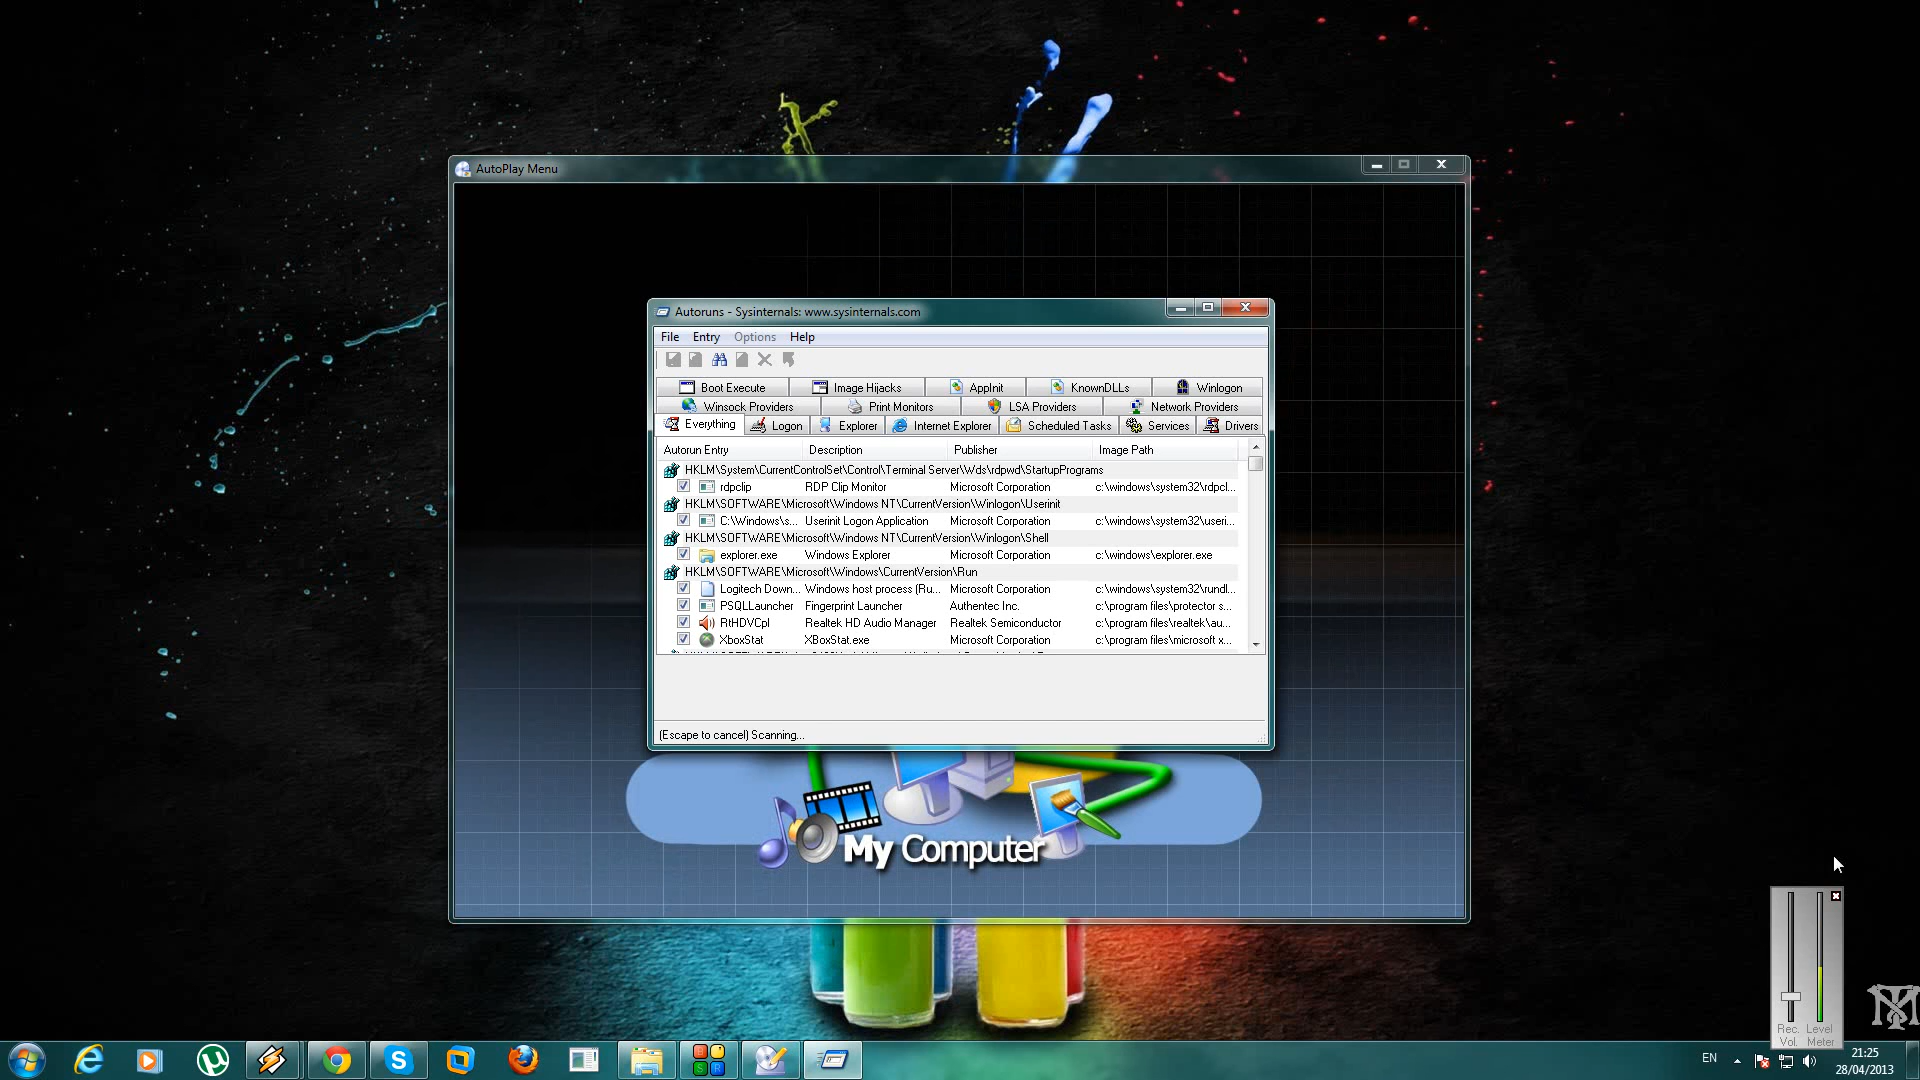 AutoPlay Menu
Autoruns - Sysinternals: www.sysinternals.com
File Entry Options Help
Boot Execute Image Hijacks AppInit KnownDLLs Winlogon
Winsock Providers Print Monitors LSA Providers Network Providers
Everything Logon Explorer Internet Explorer Scheduled Tasks Services Drivers
Autorun Entry Description Publisher Image Path
HKLM\System\CurrentControlSet\Control\Terminal Server\Wds\rdpwd\StartupPrograms
rdpclip RDP Clip Monitor Microsoft Corporation c:\windows\system32\rdpcl...
HKLM\SOFTWARE\Microsoft\Windows NT\CurrentVersion\Winlogon\Userinit
C:\Windows\s... Userinit Logon Application Microsoft Corporation c:\windows\system32\useri...
HKLM\SOFTWARE\Microsoft\Windows NT\CurrentVersion\Winlogon\Shell
explorer.exe Windows Explorer Microsoft Corporation c:\windows\explorer.exe
HKLM\SOFTWARE\Microsoft\Windows\CurrentVersion\Run
Logitech Down... Windows host process (Ru... Microsoft Corporation c:\windows\system32\rundl...
PSQLLauncher Fingerprint Launcher Authentec Inc. c:\program files\protector s...
RtHDVCpl Realtek HD Audio Manager Realtek Semiconductor c:\program files\realtek\au...
XboxStat XBoxStat.exe Microsoft Corporation c:\program files\microsoft x...
(Escape to cancel) Scanning...
My Computer
Rec. Level
Vol. Meter
EN
21:25
28/04/2013